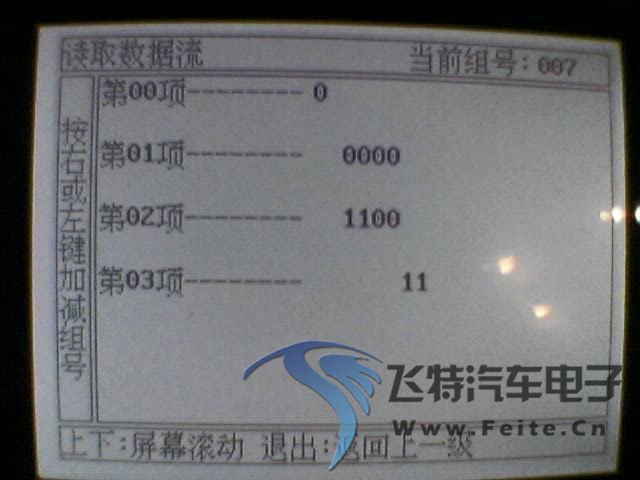 读取数据流 当前组号:007
按右或左键加减组号
第00项-------- 0
第01项-------- 0000
第02项-------- 1100
第03项-------- 11
飞特汽车电子
Www.Feite.Cn
上下:屏幕滚动 退出:返回上一级